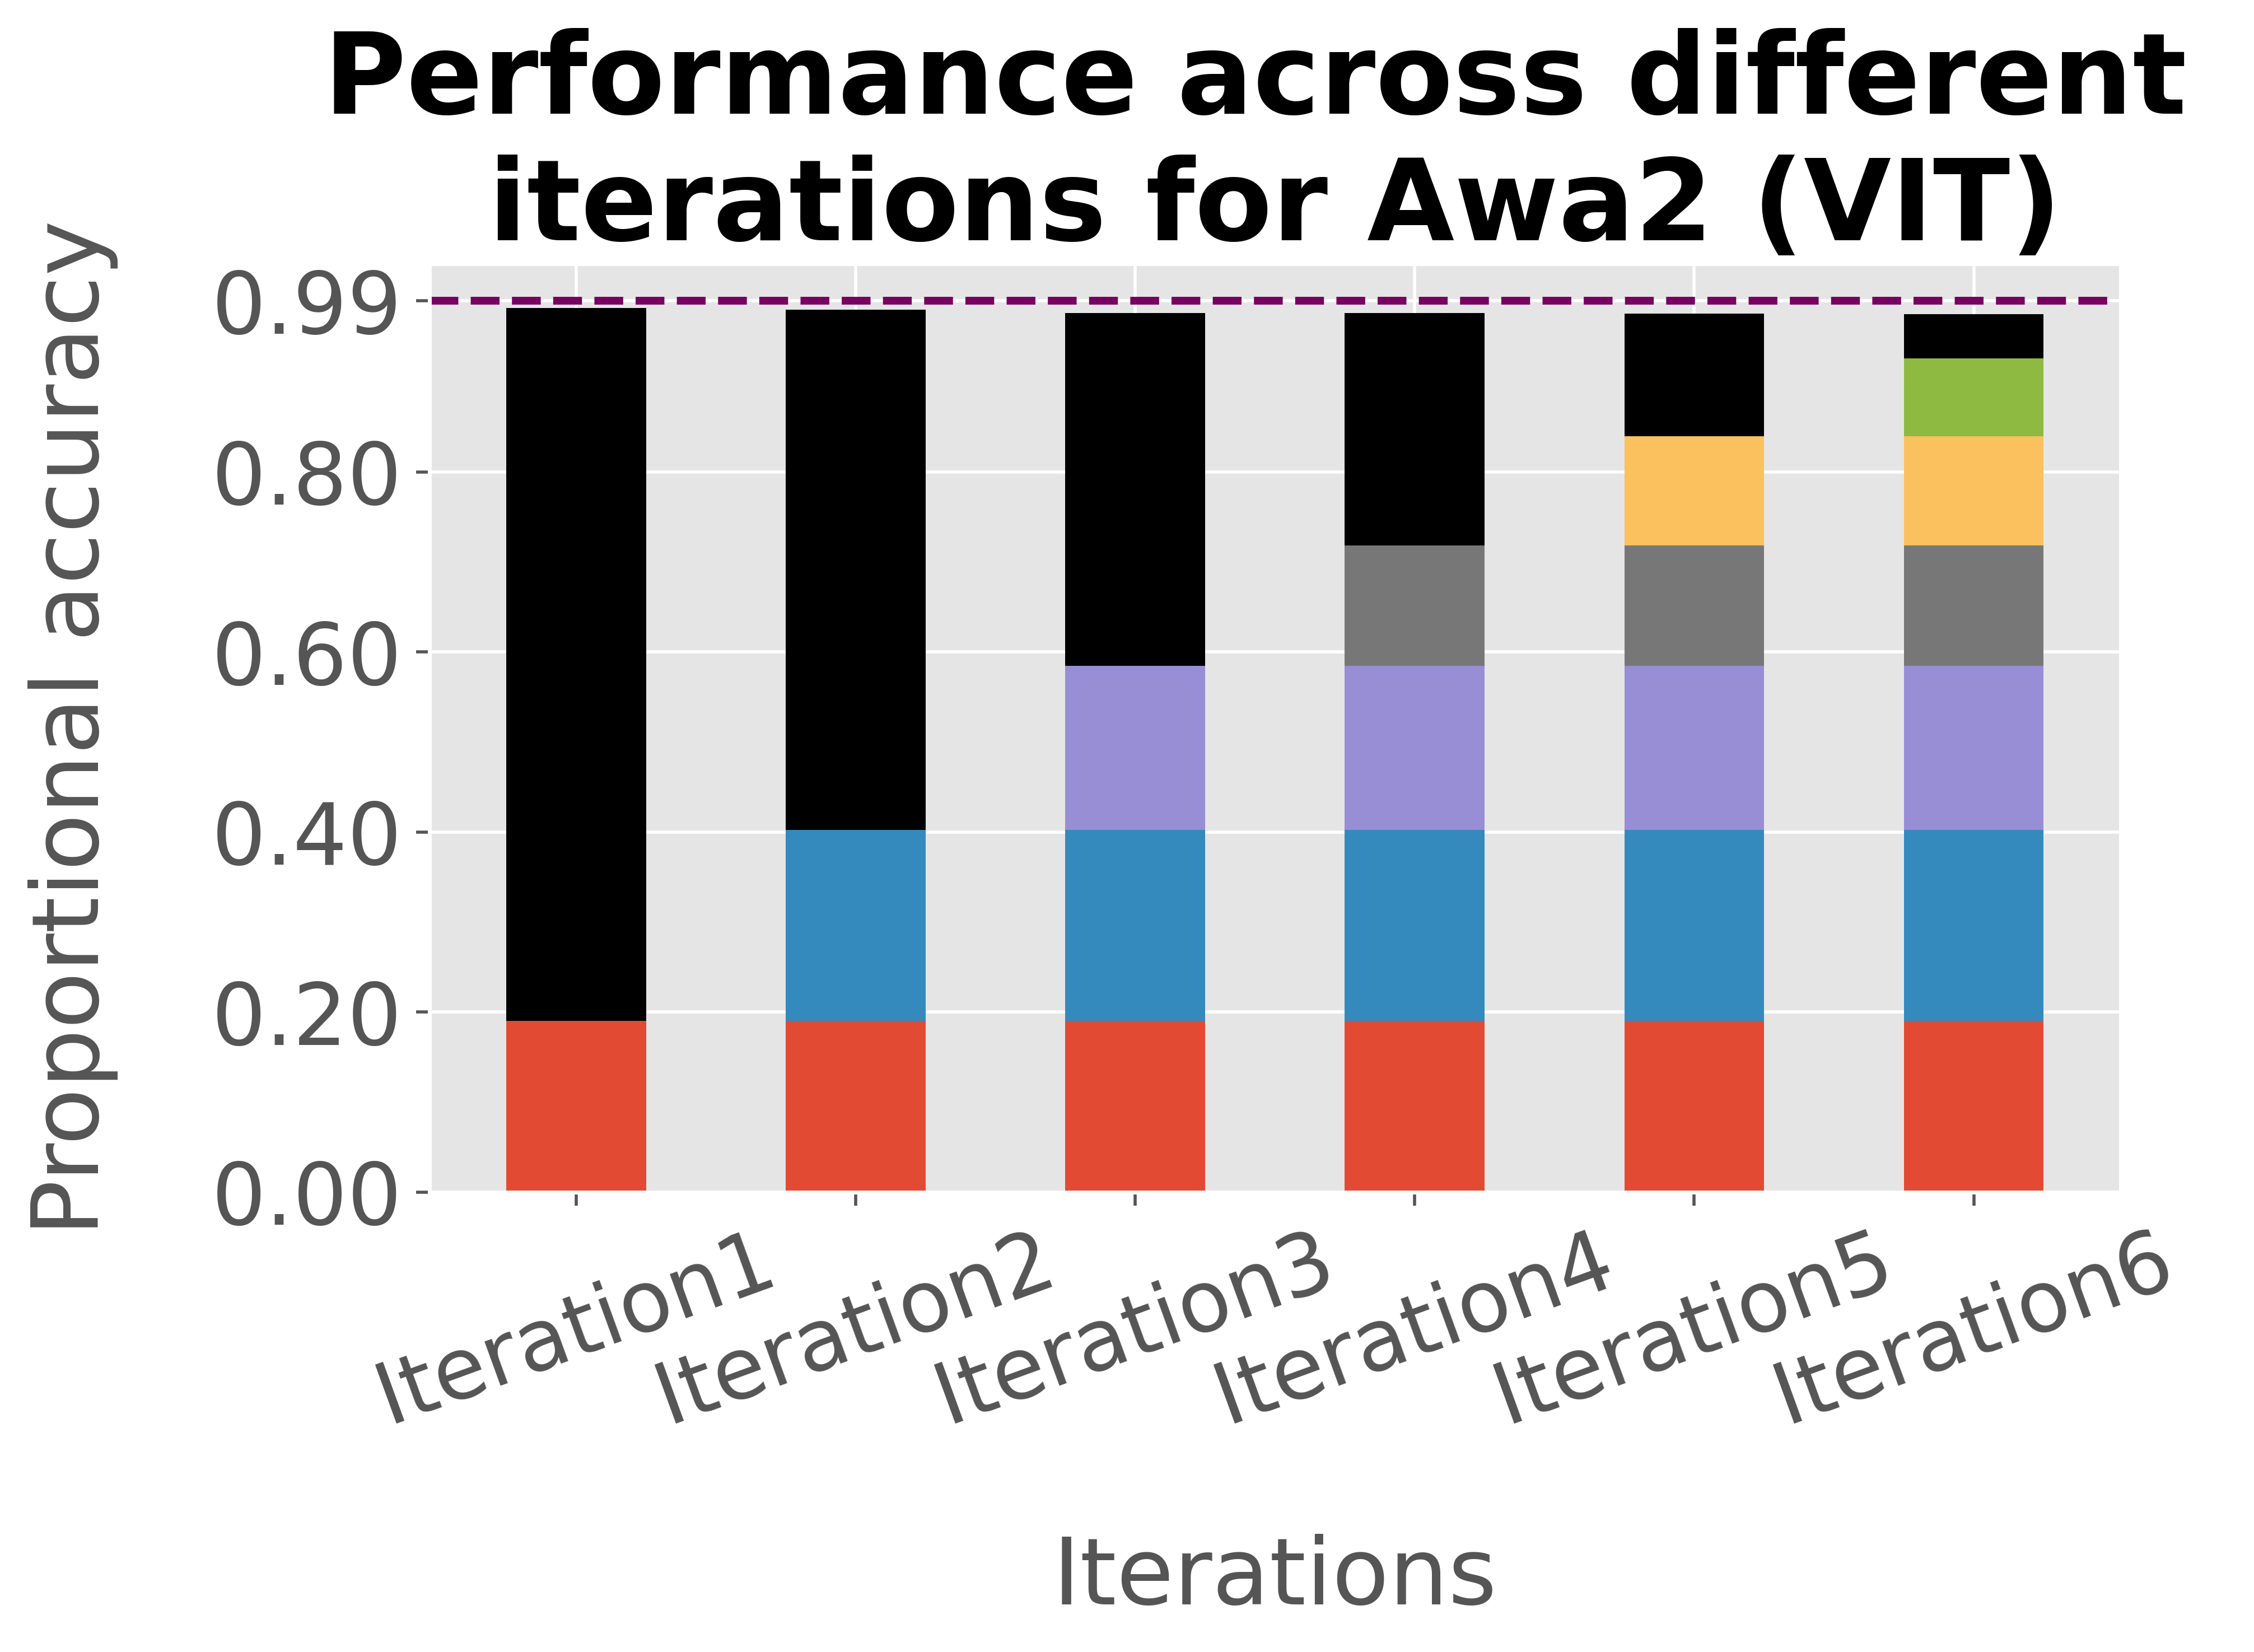 Performance across different
iterations for Awa2 (VIT)
Proportional accuracy
0.99
0.80
0.60
0.40
0.20
0.00
Iteration1
Iteration2
Iteration3
Iteration4
Iteration5
Iteration6
Iterations